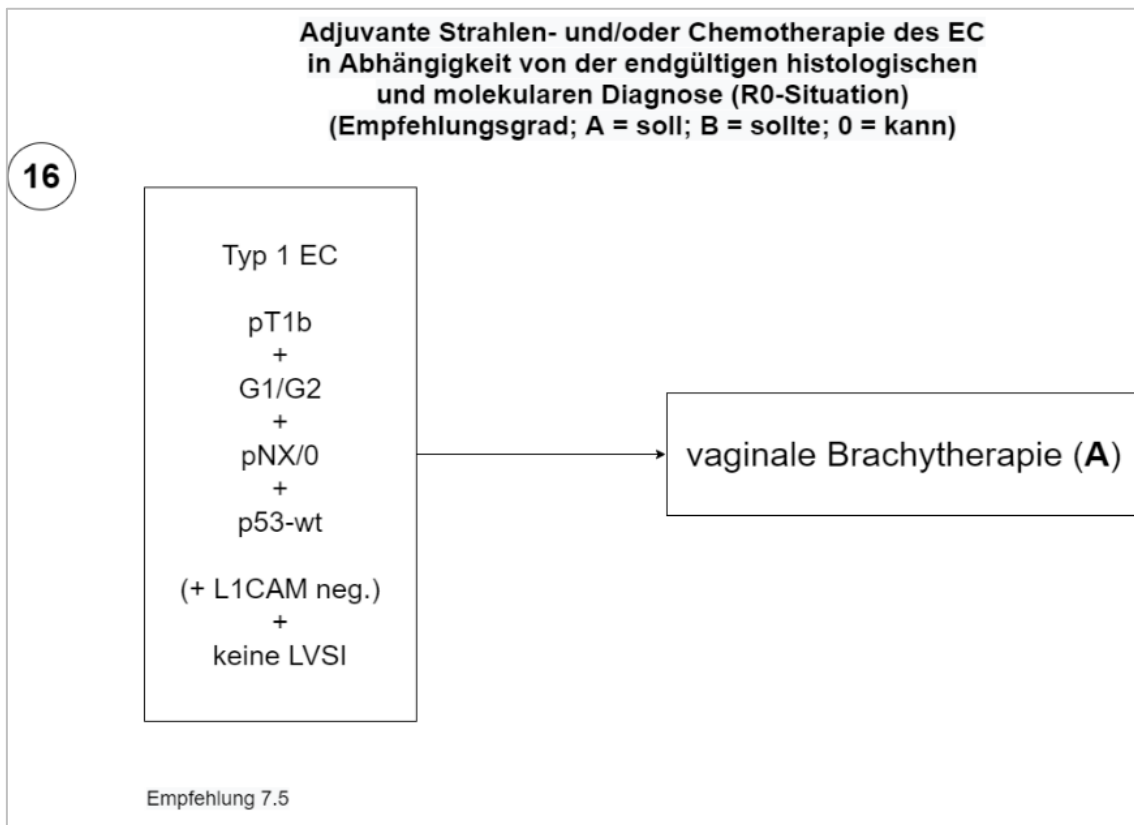 Adjuvante Strahlen- und/oder Chemotherapie des EC
in Abhängigkeit von der endgültigen histologischen
und molekularen Diagnose (R0-Situation)
(Empfehlungsgrad; A = soll; B = sollte; 0 = kann)
16
Typ 1 EC
pT1b
+
G1/G2
+
pNX/0
+
p53-wt
(+ L1CAM neg.)
+
keine LVSI
vaginale Brachytherapie (A)
Empfehlung 7.5